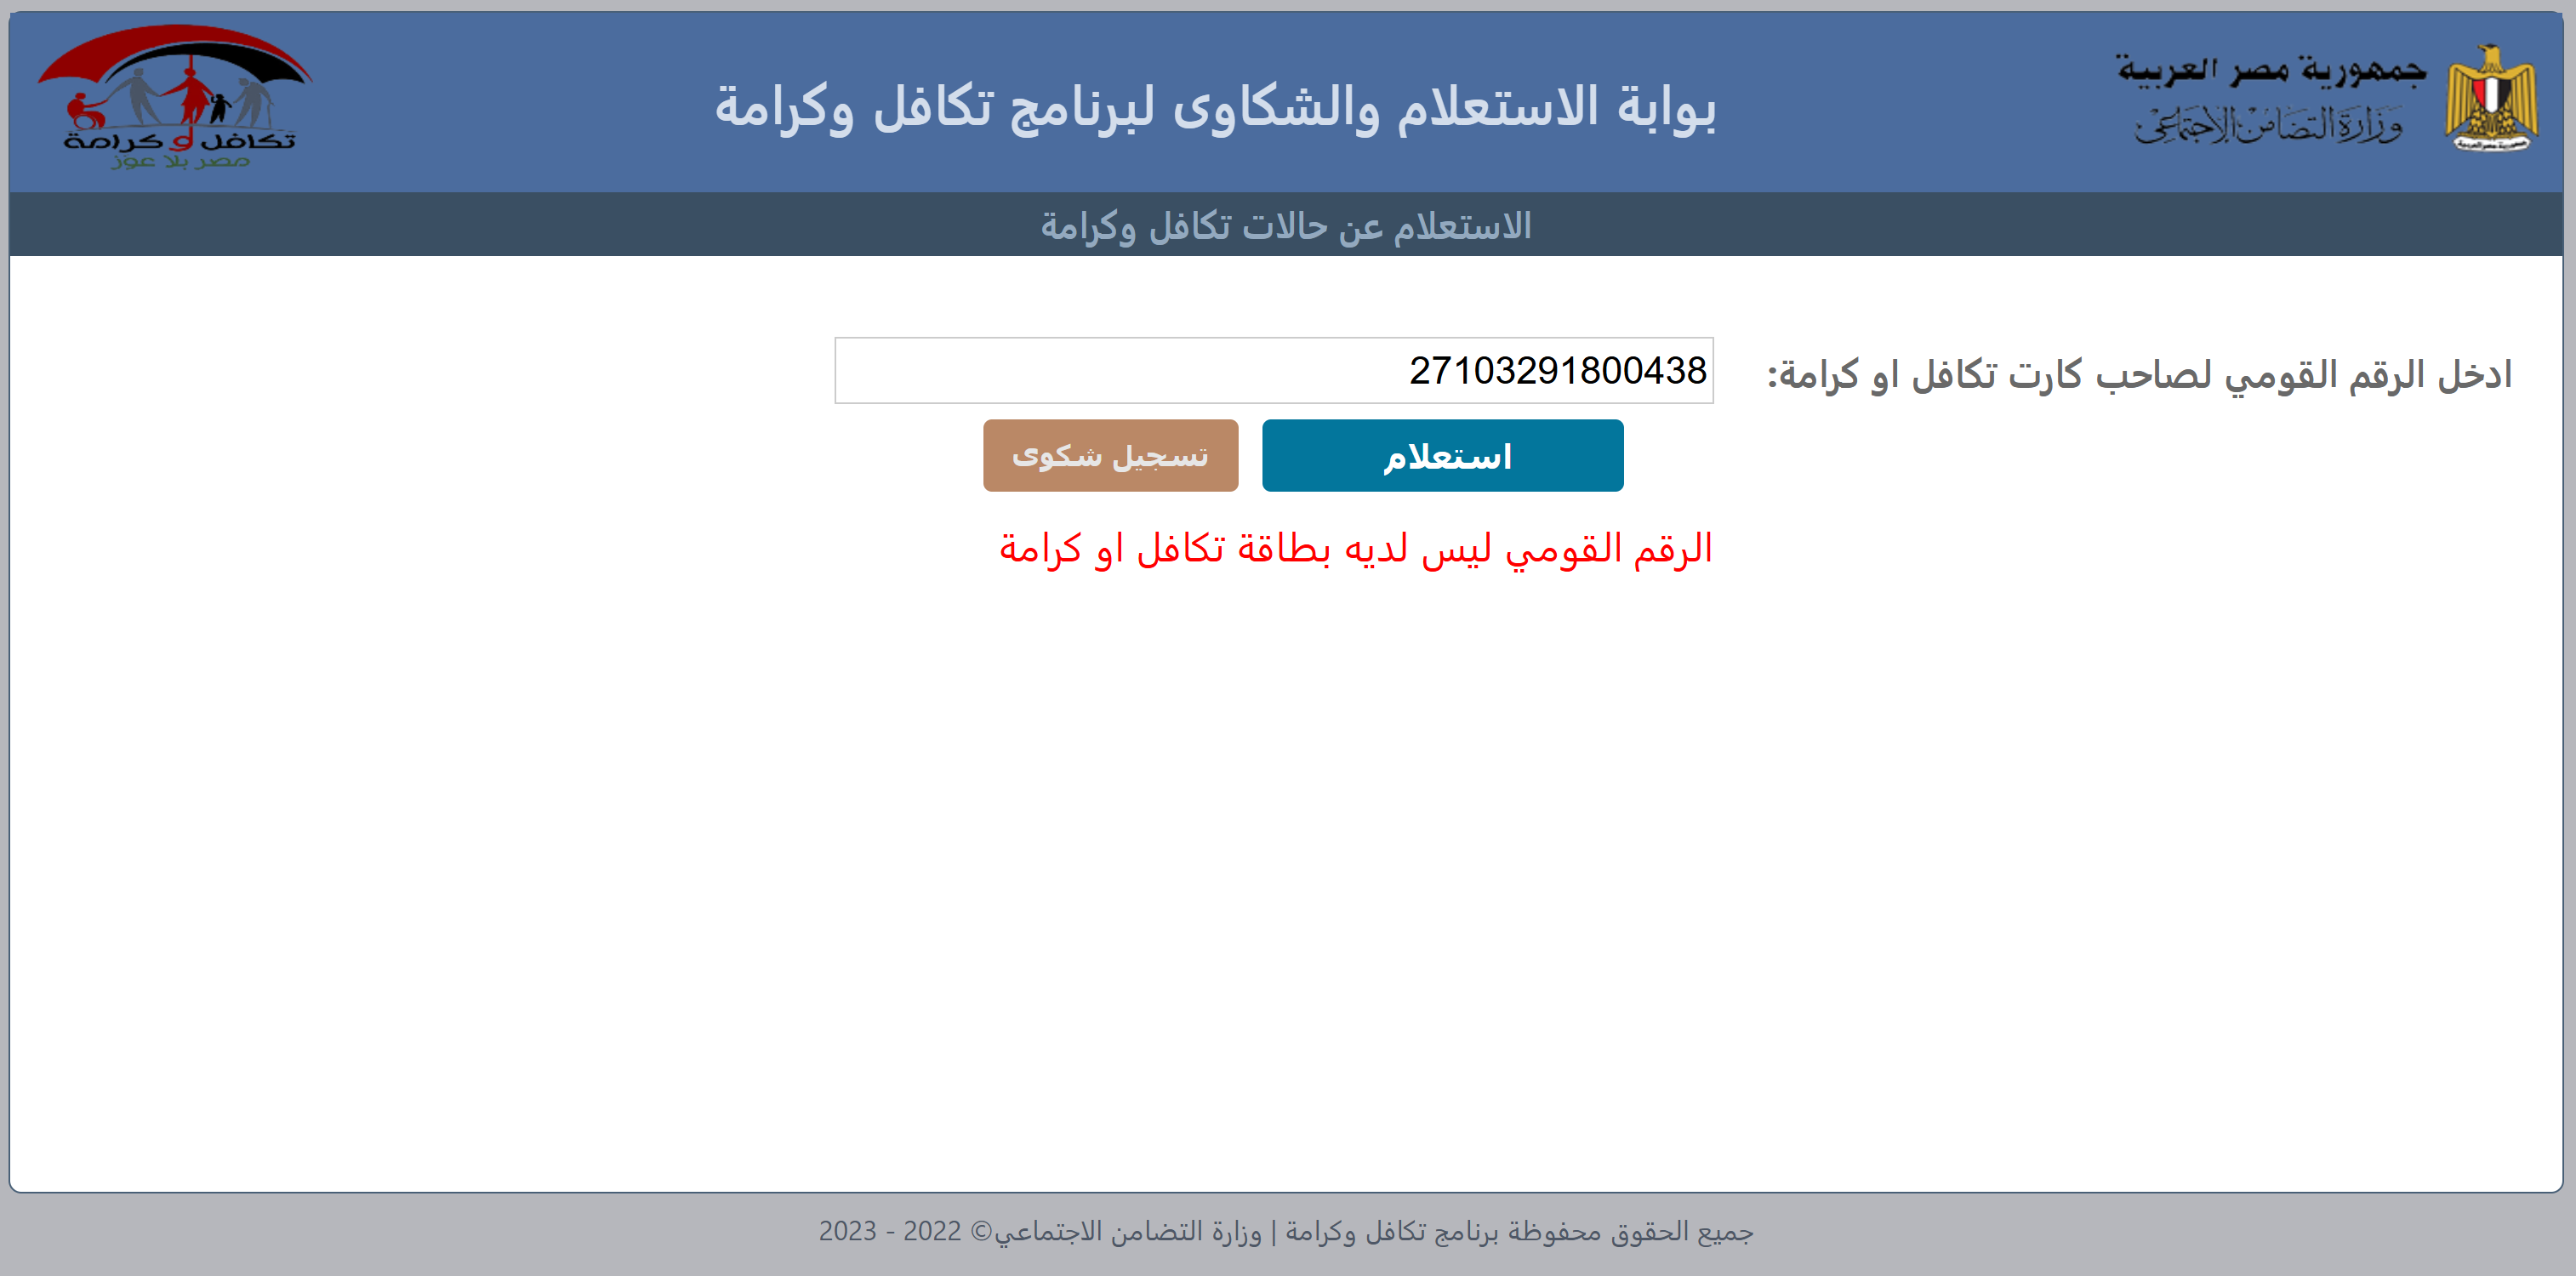 جمهورية مصر العربية
وزارة التضامن الاجتماعى
بوابة الاستعلام والشكاوى لبرنامج تكافل وكرامة
تكافل و كرامة
مصر بلا عوز
الاستعلام عن حالات تكافل وكرامة
ادخل الرقم القومي لصاحب كارت تكافل او كرامة:
27103291800438
استعلام
تسجيل شكوى
الرقم القومي ليس لديه بطاقة تكافل او كرامة
جميع الحقوق محفوظة برنامج تكافل وكرامة | وزارة التضامن الاجتماعي© 2022 - 2023